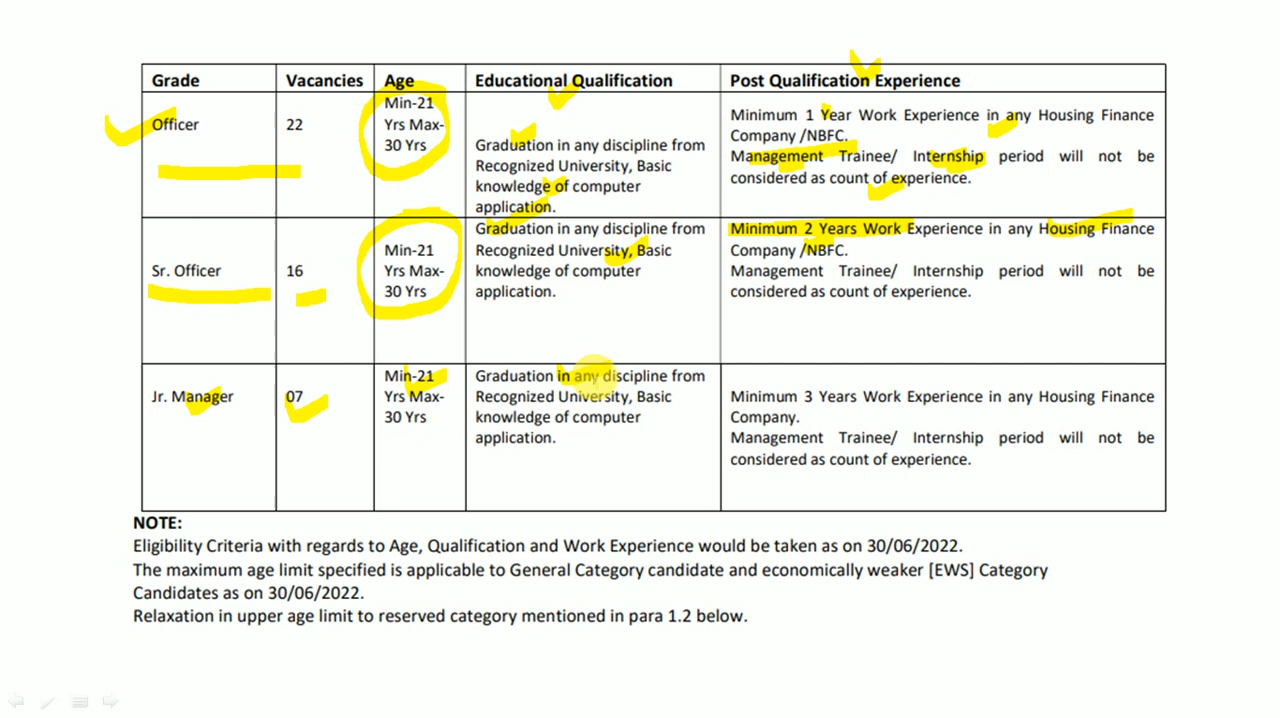 Grade Vacancies Age Educational Qualification Post Qualification Experience
Officer
22
Min-21
Yrs Max-
30 Yrs
Graduation in any discipline from
Recognized University, Basic
knowledge of computer
application.
Minimum 1 Year Work Experience in any Housing Finance
Company /NBFC.
Management Trainee/ Internship period will not be
considered as count of experience.
Sr. Officer
16
Min-21
Yrs Max-
30 Yrs
Graduation in any discipline from
Recognized University, Basic
knowledge of computer
application.
Minimum 2 Years Work Experience in any Housing Finance
Company /NBFC.
Management Trainee/ Internship period will not be
considered as count of experience.
Jr. Manager
07
Min-21
Yrs Max-
30 Yrs
Graduation in any discipline from
Recognized University, Basic
knowledge of computer
application.
Minimum 3 Years Work Experience in any Housing Finance
Company.
Management Trainee/ Internship period will not be
considered as count of experience.
NOTE:
Eligibility Criteria with regards to Age, Qualification and Work Experience would be taken as on 30/06/2022.
The maximum age limit specified is applicable to General Category candidate and economically weaker [EWS] Category
Candidates as on 30/06/2022.
Relaxation in upper age limit to reserved category mentioned in para 1.2 below.